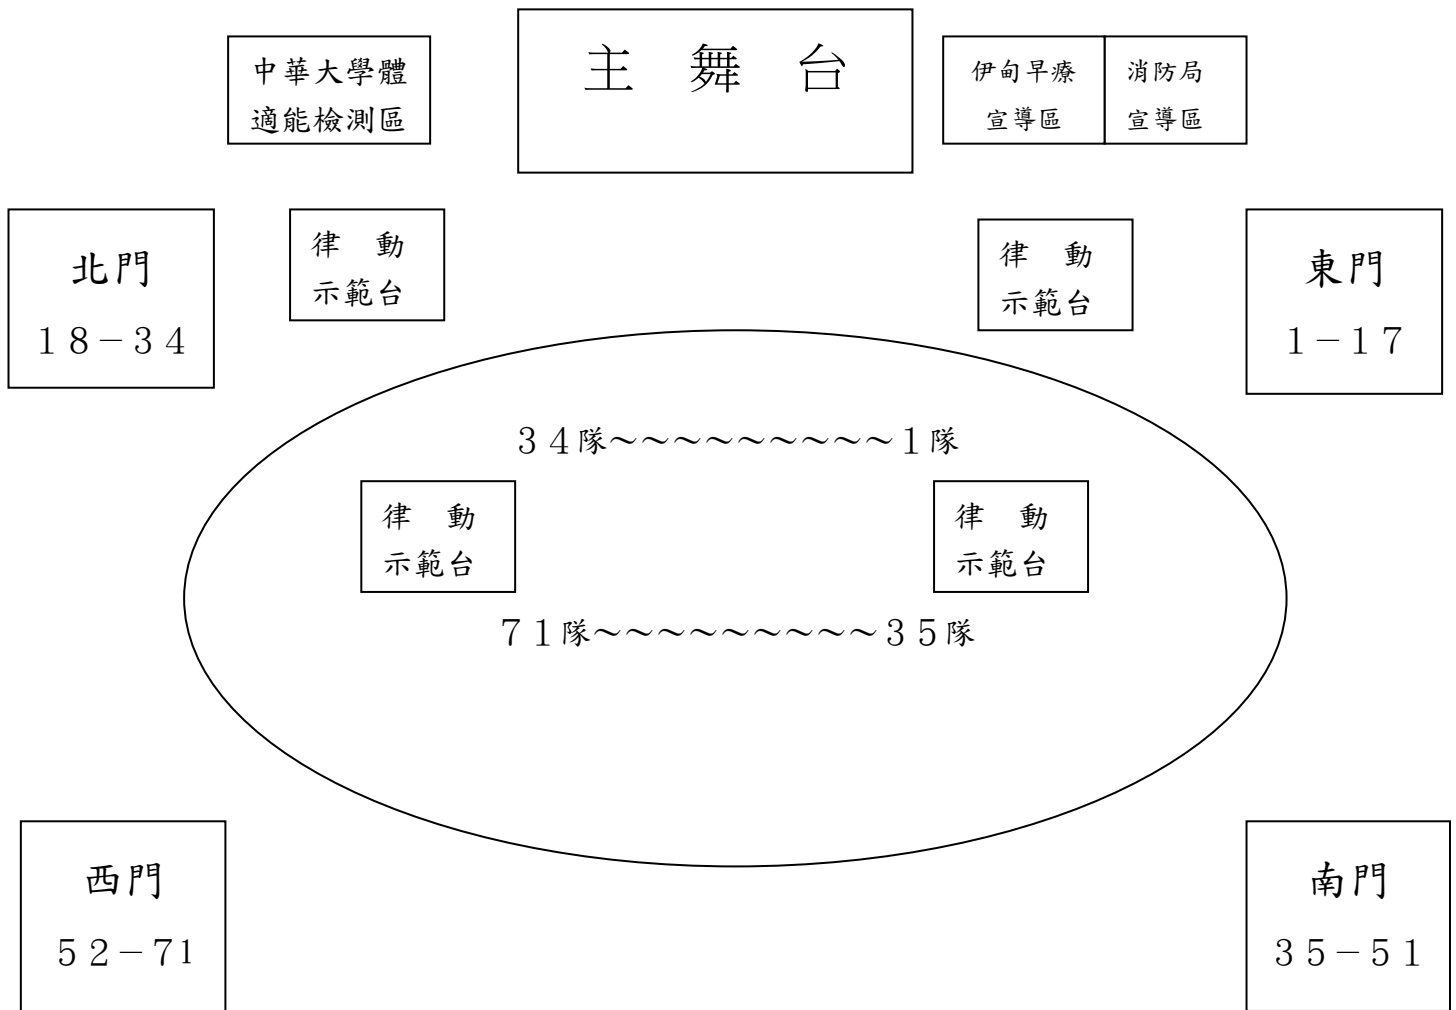 中華大學體
適能檢測區
主　舞　台
伊甸早療
宣導區
消防局
宣導區
北門
１８－３４
律　動
示範台
律　動
示範台
東門
１－１７
３４隊～～～～～～～～～１隊
律　動
示範台
律　動
示範台
７１隊～～～～～～～～～３５隊
西門
５２－７１
南門
３５－５１